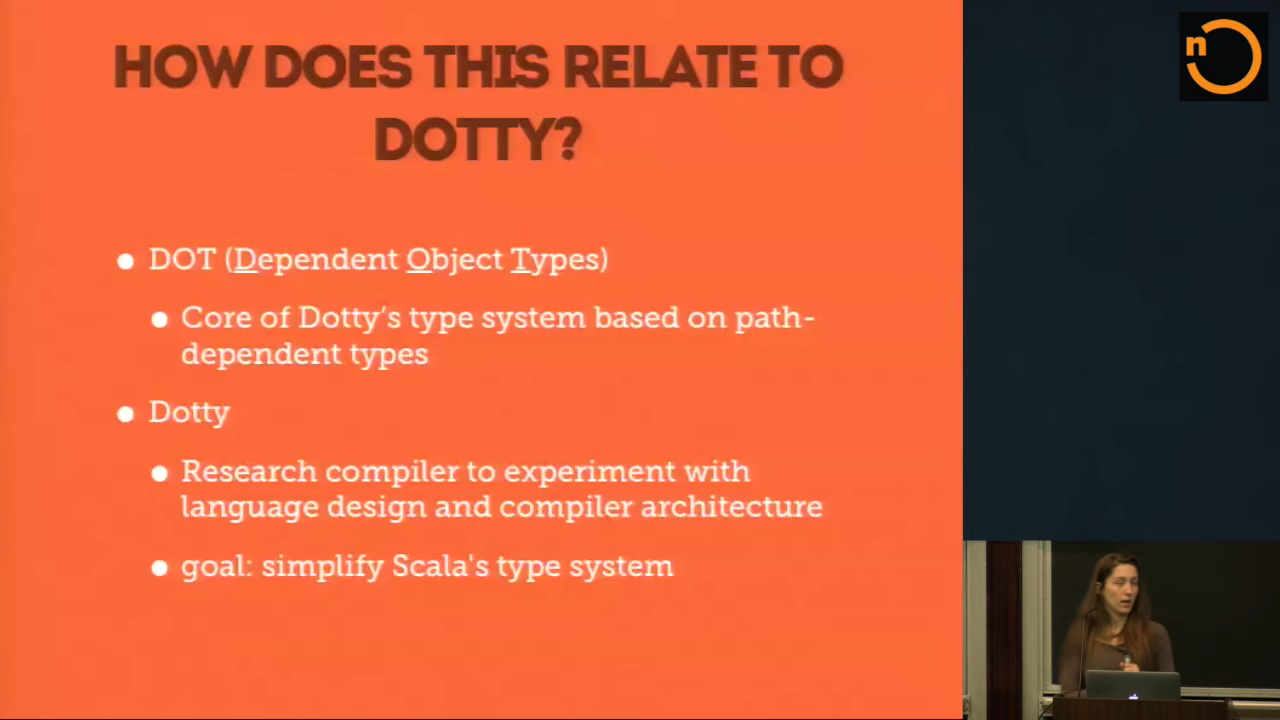 HOW DOES THIS RELATE TO
DOTTY?
● DOT (Dependent Object Types)
● Core of Dotty’s type system based on path-
dependent types
● Dotty
● Research compiler to experiment with
language design and compiler architecture
● goal: simplify Scala's type system
n